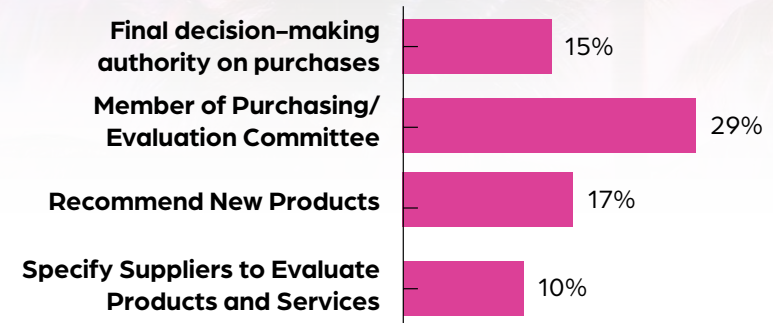 Final decision-making
authority on purchases
15%
Member of Purchasing/
Evaluation Committee
29%
Recommend New Products
17%
Specify Suppliers to Evaluate
Products and Services
10%